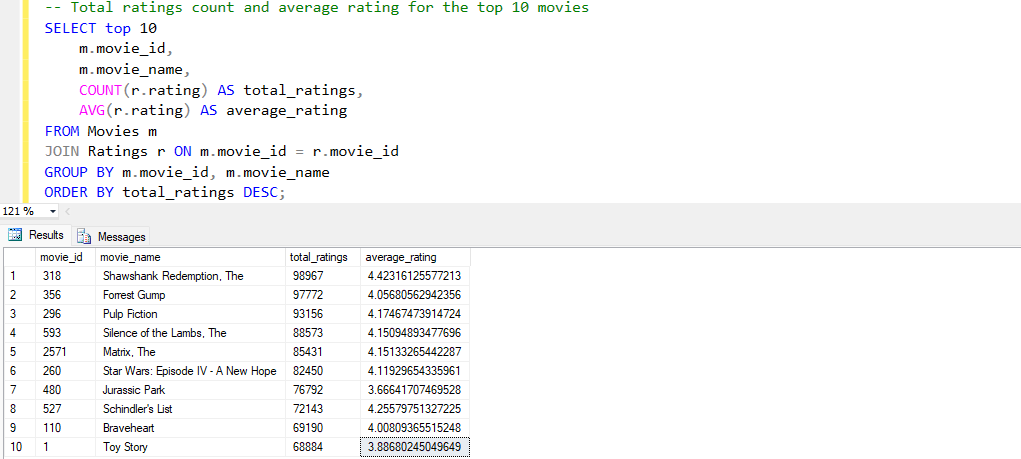 -- Total ratings count and average rating for the top 10 movies
SELECT top 10
m.movie_id,
m.movie_name,
COUNT(r.rating) AS total_ratings,
AVG(r.rating) AS average_rating
FROM Movies m
JOIN Ratings r ON m.movie_id = r.movie_id
GROUP BY m.movie_id, m.movie_name
ORDER BY total_ratings DESC;
121 %
Results Messages
movie_id movie_name total_ratings average_rating
1 318 Shawshank Redemption, The 98967 4.42316125577213
2 356 Forrest Gump 97772 4.05680562942356
3 296 Pulp Fiction 93156 4.17467473914724
4 593 Silence of the Lambs, The 88573 4.15094893477696
5 2571 Matrix, The 85431 4.15133265442287
6 260 Star Wars: Episode IV - A New Hope 82450 4.11929654335961
7 480 Jurassic Park 76792 3.66641707469528
8 527 Schindler's List 72143 4.25579751327225
9 110 Braveheart 69190 4.00809365515248
10 1 Toy Story 68884 3.88680245049649